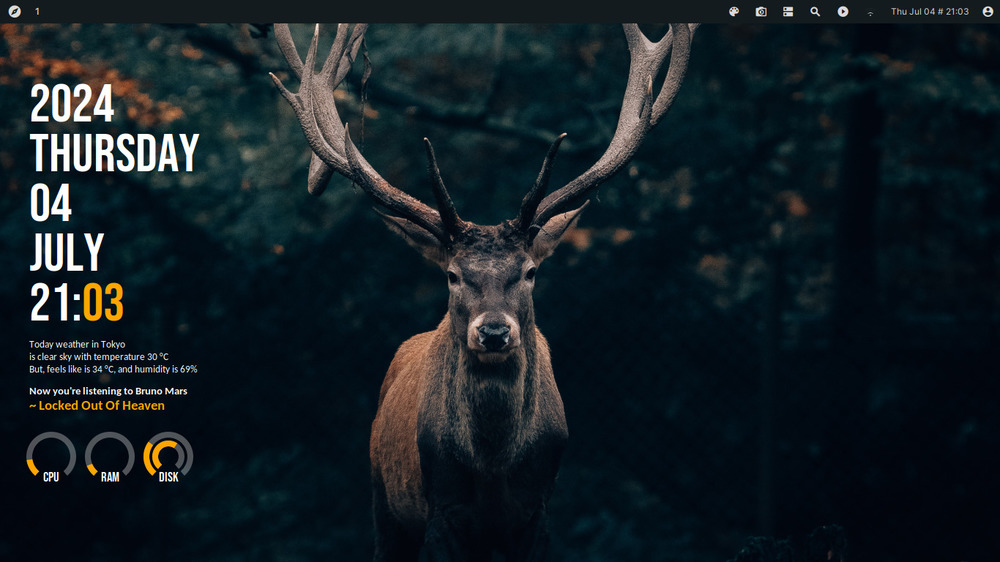 1
Thu Jul 04 # 21:03
2024
THURSDAY
04
JULY
21:03
Today weather in Tokyo
is clear sky with temperature 30 °C
But, feels like is 34 °C, and humidity is 69%
Now you're listening to Bruno Mars
~ Locked Out Of Heaven
CPU RAM DISK